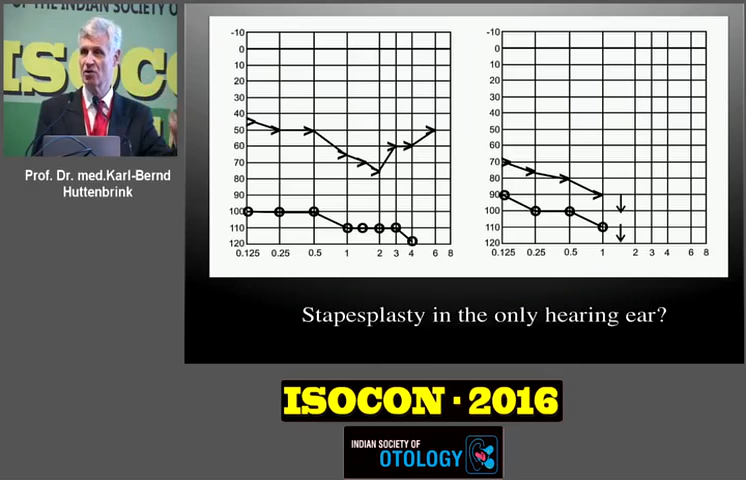 OF THE INDIAN SOCIETY O
ISOC
Prof. Dr. med.Karl-Bernd
Huttenbrink
-10
0
10
20
30
40
50
60
70
80
90
100
110
120
0.125 0.25 0.5 1 2 3 4 6 8
-10
0
10
20
30
40
50
60
70
80
90
100
110
120
0.125 0.25 0.5 1 2 3 4 6 8
Stapesplasty in the only hearing ear?
ISOCON · 2016
INDIAN SOCIETY OF
OTOLOGY